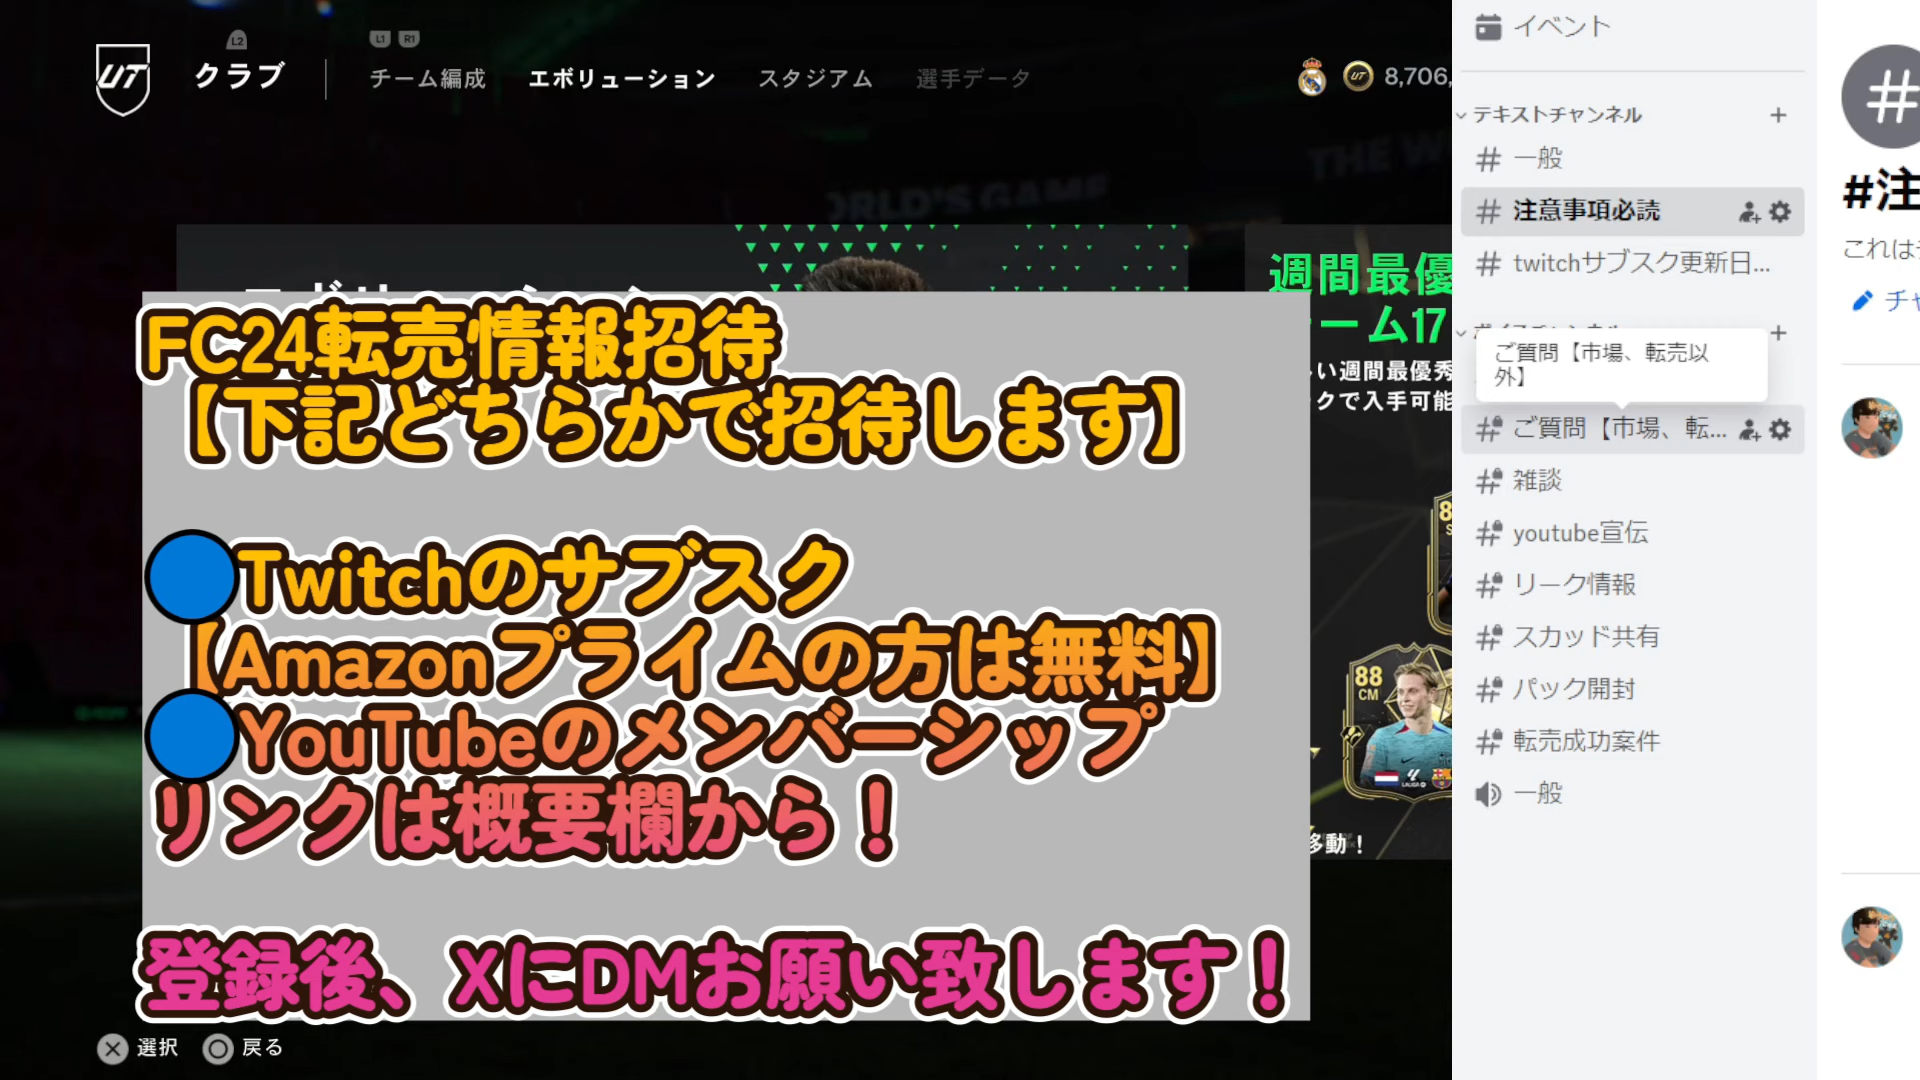 L2
クラブ
L1 R1
チーム編成
エボリューション
スタジアム
選手データ
UT
8,706,
THE W
ORLD'S GAME
週間最優
ーム17
い週間最優秀
クで入手可能
FC24転売情報招待
【下記どちらかで招待します】
🔵Twitchのサブスク
【Amazonプライムの方は無料】
🔵YouTubeのメンバーシップ
リンクは概要欄から！
登録後、XにDMお願い致します！
88
CM
移動！
選択
戻る
イベント
テキストチャンネル
# 一般
# 注意事項必読
# twitchサブスク更新日...
ご質問【市場、転売以
外】
# ご質問【市場、転...
# 雑談
# youtube宣伝
# リーク情報
# スカッド共有
# パック開封
# 転売成功案件
一般
#
#注
これは
チャ